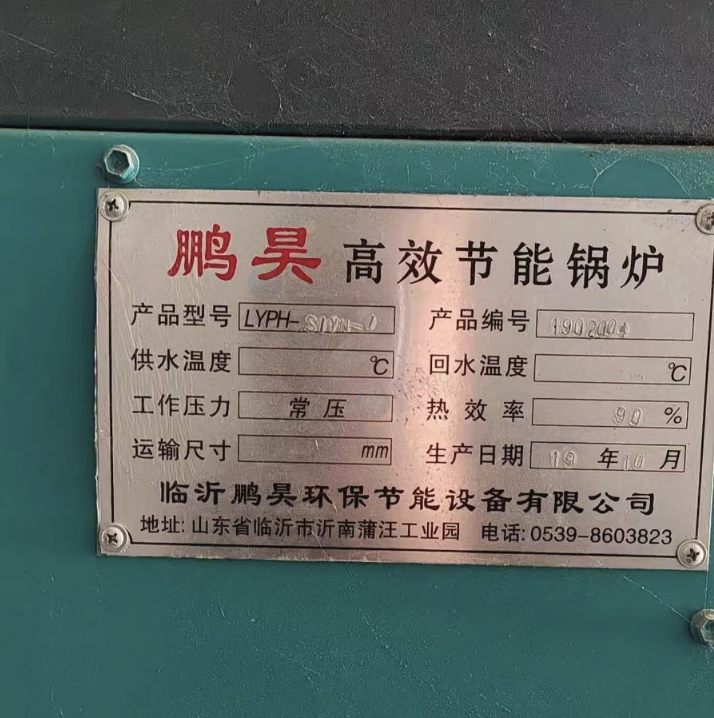 鹏昊 高效节能锅炉
产品型号 LYPH- 产品编号 1902004
供水温度 ℃ 回水温度 ℃
工作压力 常压 热效率 90 %
运输尺寸 mm 生产日期 19 年 10 月
临沂鹏昊环保节能设备有限公司
地址: 山东省临沂市沂南蒲汪工业园 电话: 0539-8603823